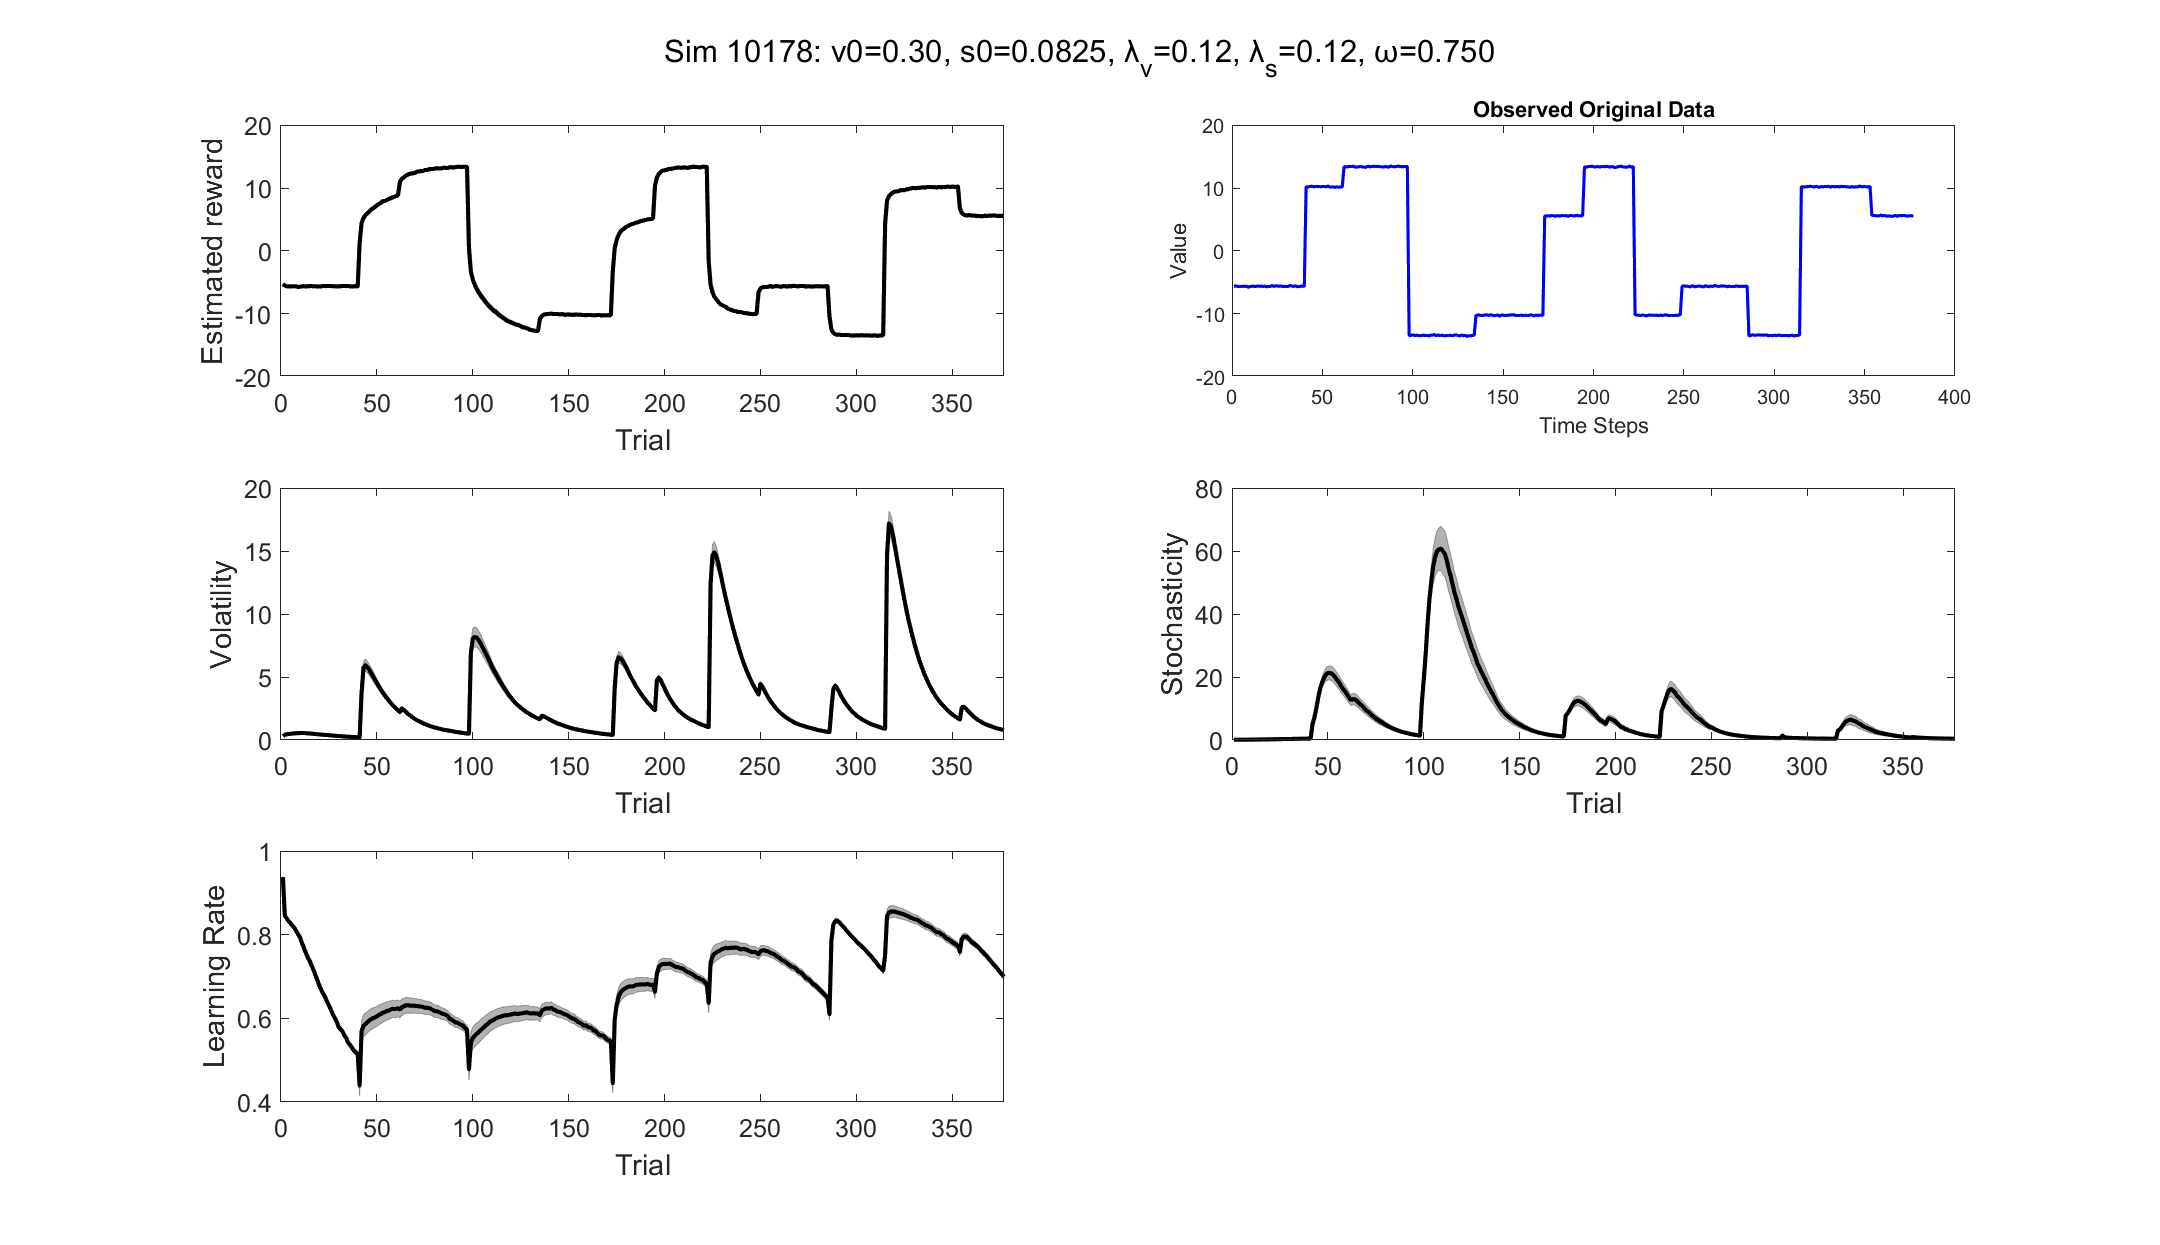 Sim 10178: v0=0.30, s0=0.0825, λv=0.12, λs=0.12, ω=0.750
20
10
0
-10
-20
Estimated reward
0 50 100 150 200 250 300 350
Trial
Observed Original Data
20
10
0
-10
-20
Value
0 50 100 150 200 250 300 350 400
Time Steps
20
15
10
5
0
Volatility
0 50 100 150 200 250 300 350
Trial
80
60
40
20
0
Stochasticity
0 50 100 150 200 250 300 350
Trial
1
0.8
0.6
0.4
Learning Rate
0 50 100 150 200 250 300 350
Trial